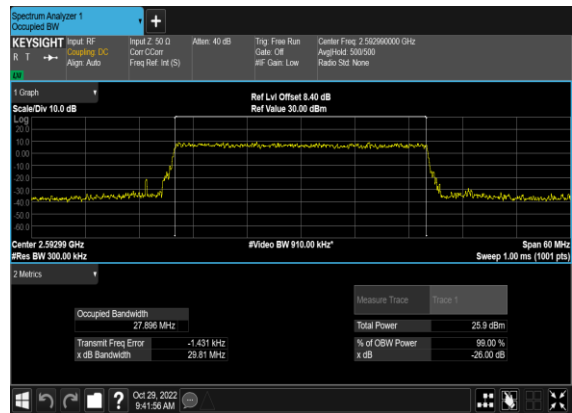 Spectrum Analyzer 1
Occupied BW
+
KEYSIGHT Input: RF Input Z: 50 Ω Atten: 40 dB Trig: Free Run Center Freq: 2.592990000 GHz
R T Coupling: DC Corr CCorr Gate: Off Avg|Hold: 500/500
Align: Auto Freq Ref: Int (S) #IF Gain: Low Radio Std: None
1 Graph
Ref Lvl Offset 8.40 dB
Scale/Div 10.0 dB Ref Value 30.00 dBm
Log
20.0
10.0
0.00
-10.0
-20.0
-30.0
-40.0
-50.0
-60.0
Center 2.59299 GHz #Video BW 910.00 kHz* Span 60 MHz
#Res BW 300.00 kHz Sweep 1.00 ms (1001 pts)
2 Metrics
Measure Trace Trace 1
Occupied Bandwidth
27.896 MHz Total Power 25.9 dBm
Transmit Freq Error -1.431 kHz % of OBW Power 99.00 %
x dB Bandwidth 29.81 MHz x dB -26.00 dB
? Oct 29, 2022
9:41:56 AM